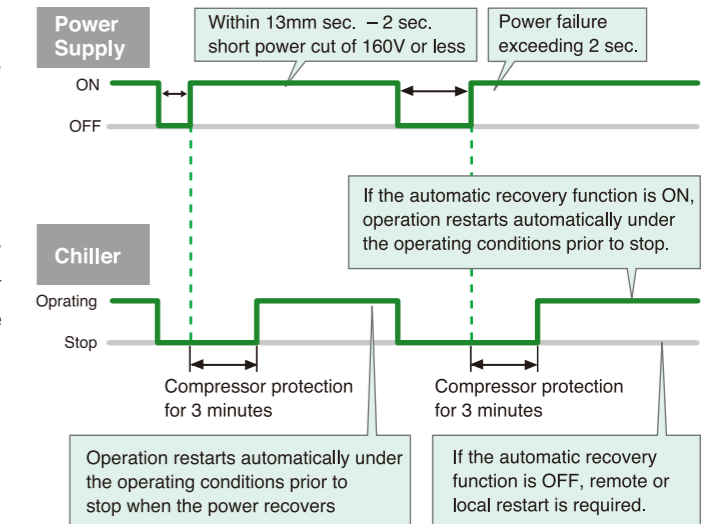 Power
Supply
Within 13mm sec. – 2 sec.
short power cut of 160V or less
Power failure
exceeding 2 sec.
ON
OFF
If the automatic recovery function is ON,
operation restarts automatically under
the operating conditions prior to stop.
Chiller
Oprating
Stop
Compressor protection
for 3 minutes
Compressor protection
for 3 minutes
Operation restarts automatically under
the operating conditions prior to
stop when the power recovers
If the automatic recovery
function is OFF, remote or
local restart is required.